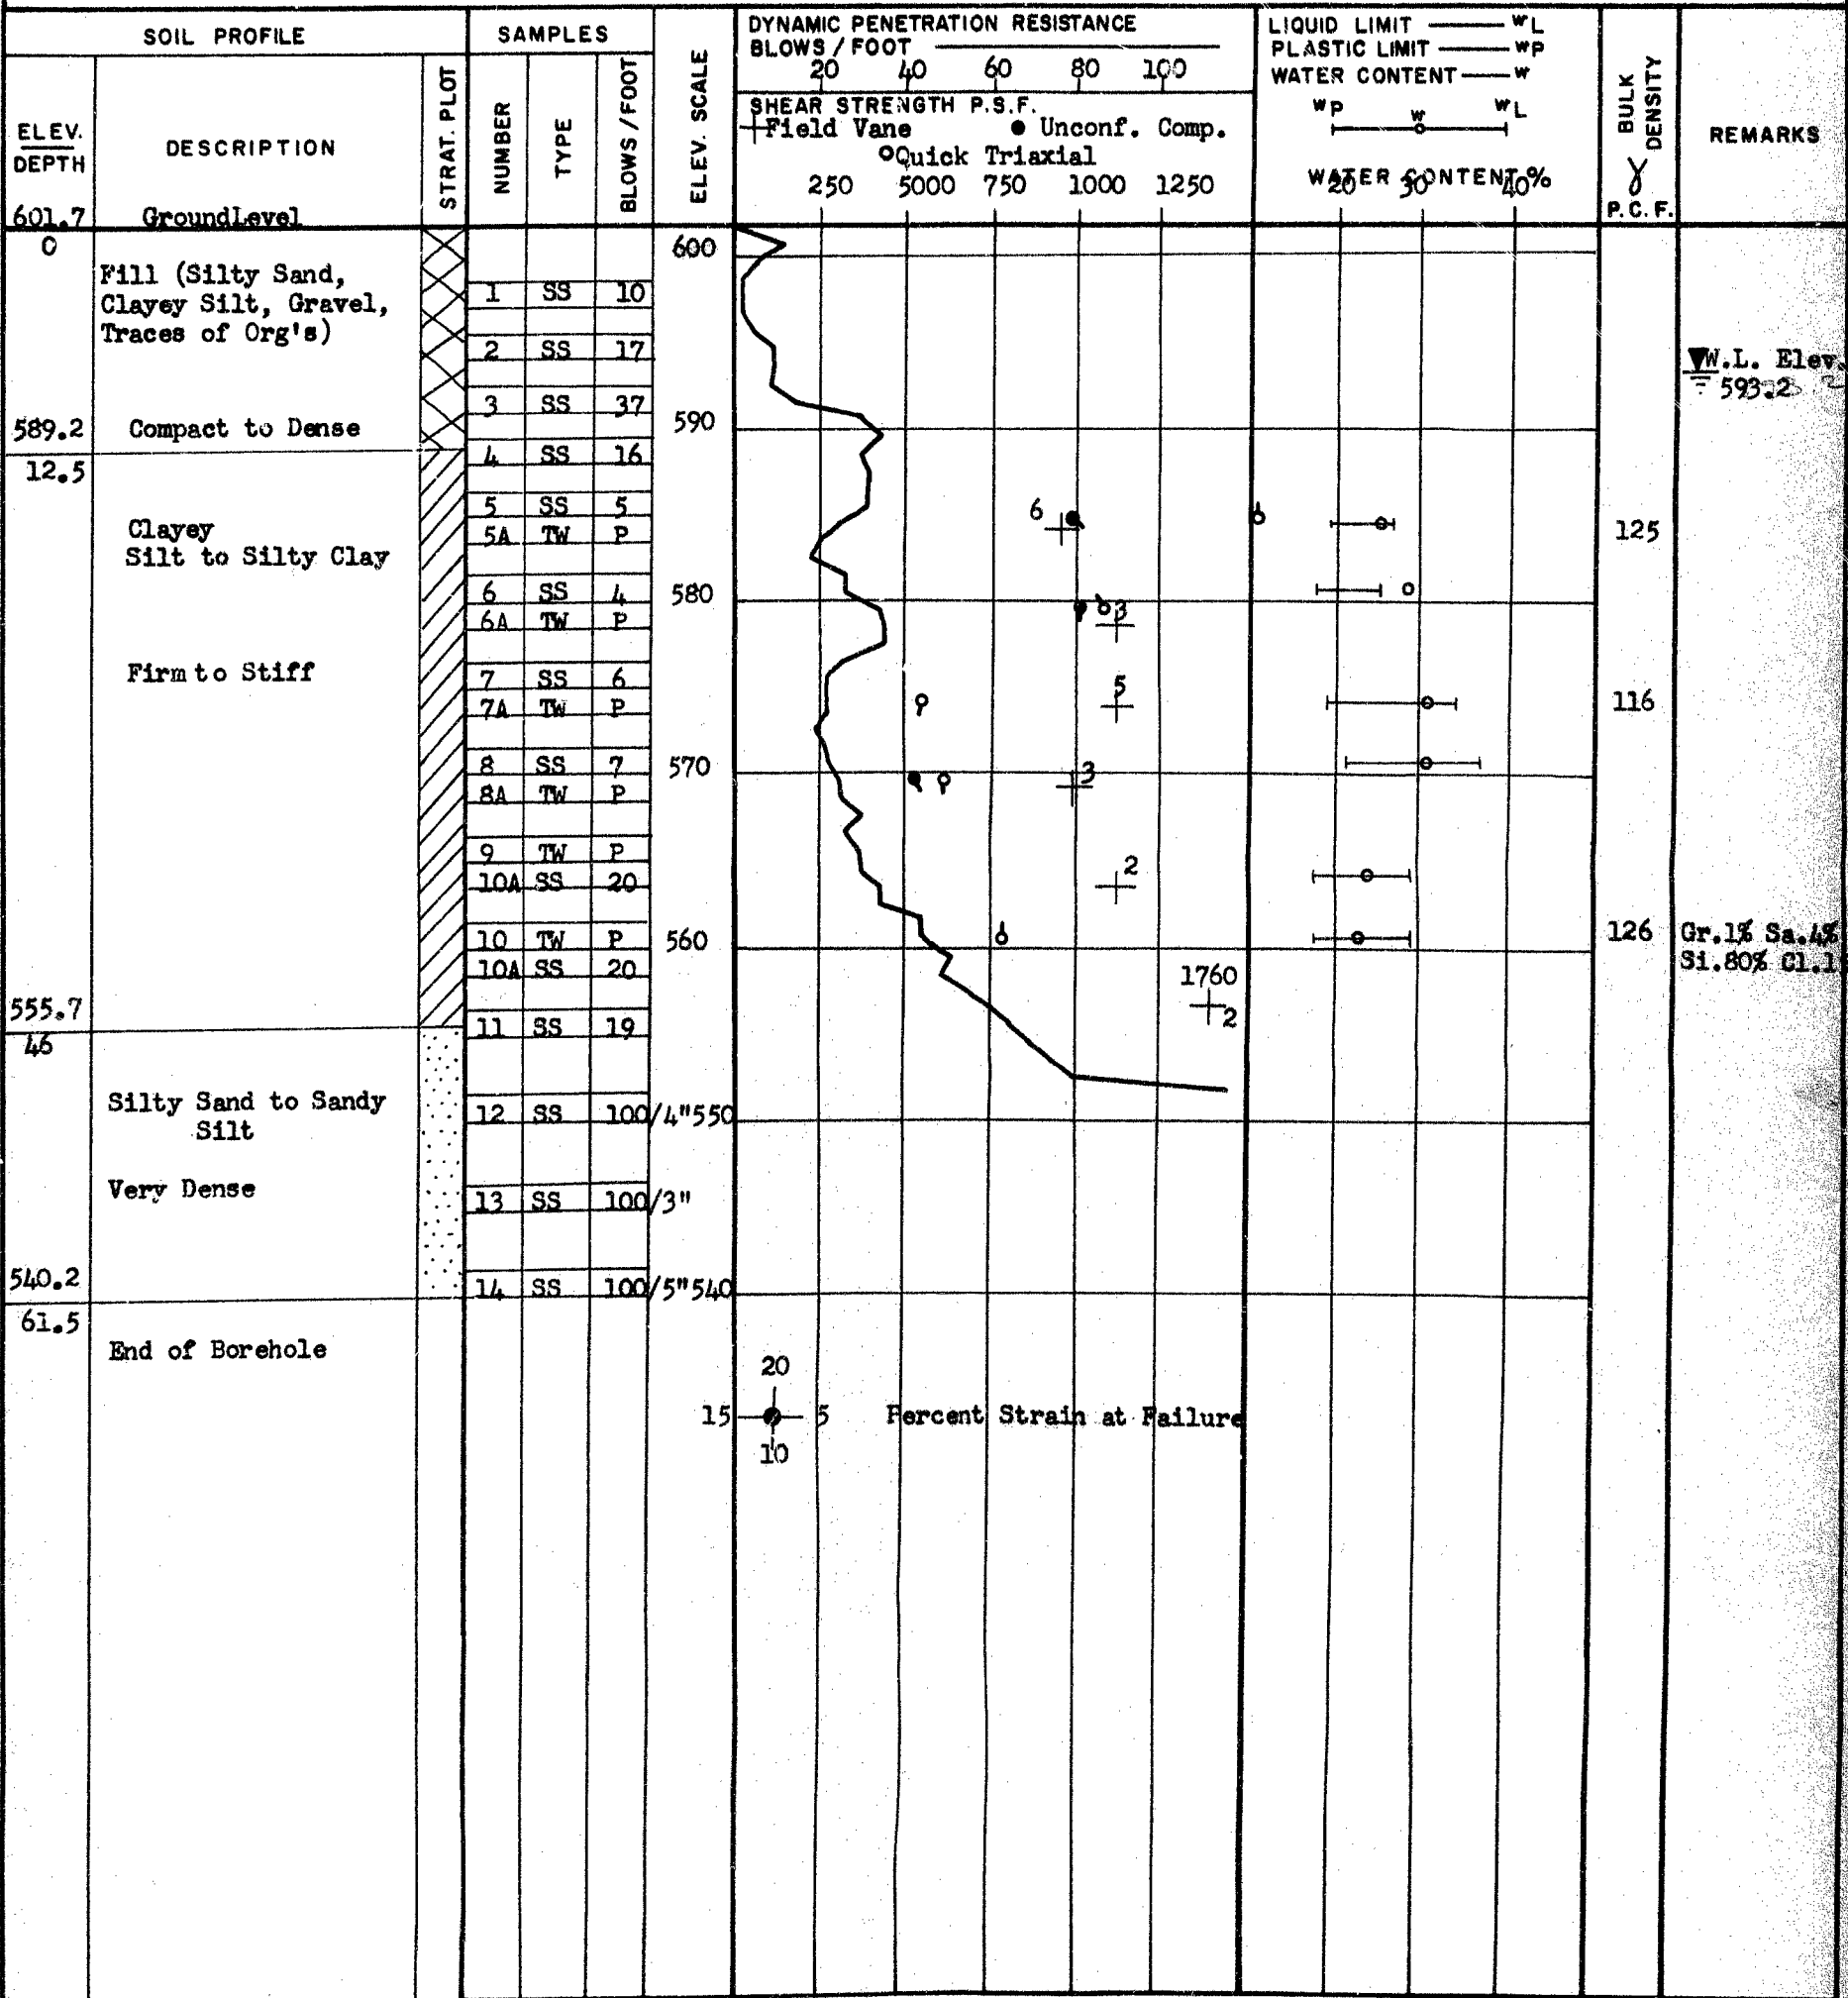 SOIL PROFILE
SAMPLES
ELEV. SCALE
DYNAMIC PENETRATION RESISTANCE
BLOWS / FOOT
20 40 60 80 100
LIQUID LIMIT WL
PLASTIC LIMIT WP
WATER CONTENT W
BULK DENSITY
γ
P.C.F.
REMARKS
ELEV.
DEPTH
DESCRIPTION
STRAT. PLOT
NUMBER
TYPE
BLOWS / FOOT
SHEAR STRENGTH P.S.F.
Field Vane Unconf. Comp.
Quick Triaxial
250 5000 750 1000 1250
WP W WL
WATER CONTENT %
20 30 40
601.7 GroundLevel
0
600
Fill (Silty Sand,
Clayey Silt, Gravel,
Traces of Org's)
1 SS 10
2 SS 17
W.L. Elev.
593.2
3 SS 37
589.2 Compact to Dense
590
12.5
4 SS 16
5 SS 5
6
Clayey
Silt to Silty Clay
5A TW P
125
6 SS 4
580
3
6A TW P
Firm to Stiff
7 SS 6
5
7A TW P
116
8 SS 7
570
3
8A TW P
9 TW P
2
10A SS 20
10 TW P
560
126
Gr.1% Sa.4%
Si.80% Cl.1
10A SS 20
1760
2
555.7
46
11 SS 19
Silty Sand to Sandy
Silt
12 SS 100/4"
550
Very Dense
13 SS 100/3"
540.2
14 SS 100/5"
540
61.5
End of Borehole
20
15 5 Percent Strain at Failure
10